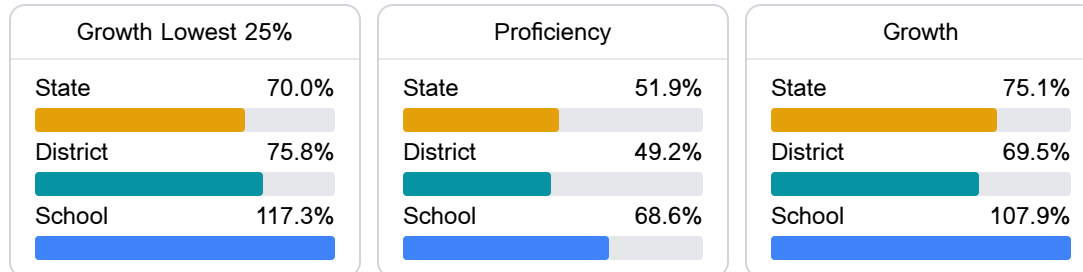 Growth Lowest 25%
State 70.0%
District 75.8%
School 117.3%
Proficiency
State 51.9%
District 49.2%
School 68.6%
Growth
State 75.1%
District 69.5%
School 107.9%